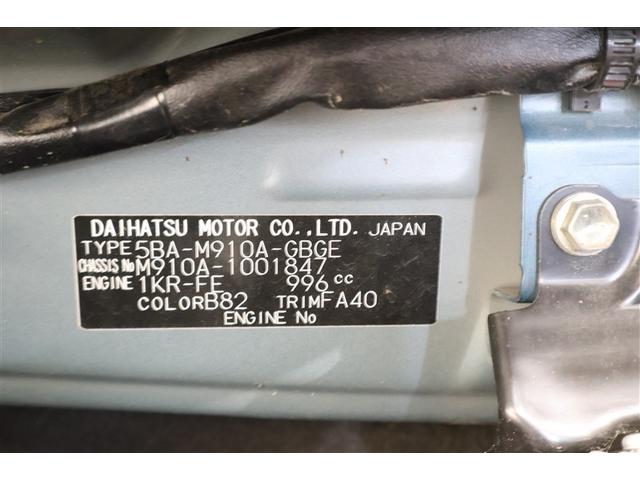 DAIHATSU MOTOR CO.,LTD. JAPAN
TYPE 5BA-M910A-GBGE
CHASSIS No M910A-1001847
ENGINE 1KR-FE 996 cc
COLOR B82 TRIM FA40
ENGINE No